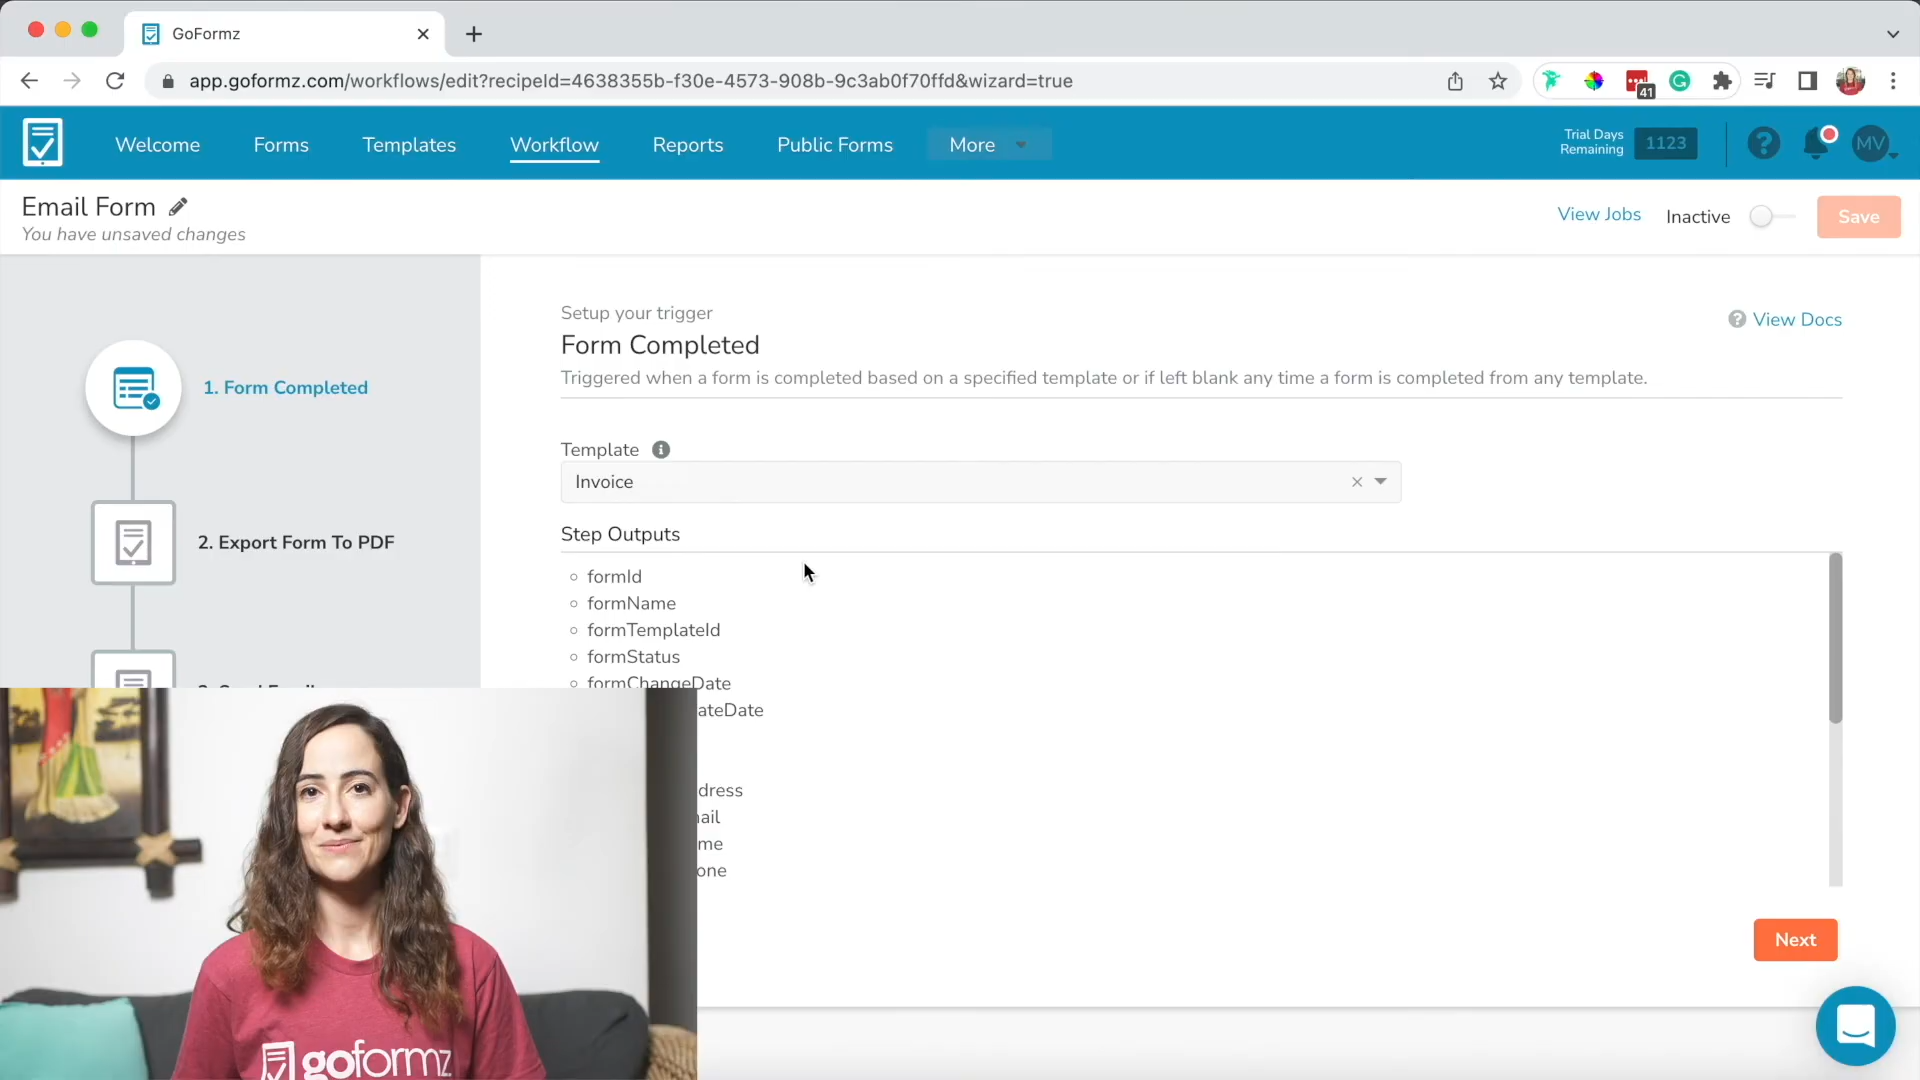 GoFormz
app.goformz.com/workflows/edit?recipeId=4638355b-f30e-4573-908b-9c3ab0f70ffd&wizard=true
41
Welcome
Forms
Templates
Workflow
Reports
Public Forms
More
Trial Days
Remaining
1123
MV
Email Form
You have unsaved changes
View Jobs
Inactive
Save
1. Form Completed
2. Export Form To PDF
Setup your trigger
Form Completed
Triggered when a form is completed based on a specified template or if left blank any time a form is completed from any template.
View Docs
Template
Invoice
Step Outputs
formId
formName
formTemplateId
formStatus
formChangeDate
ateDate
dress
ail
me
one
Next
goformz